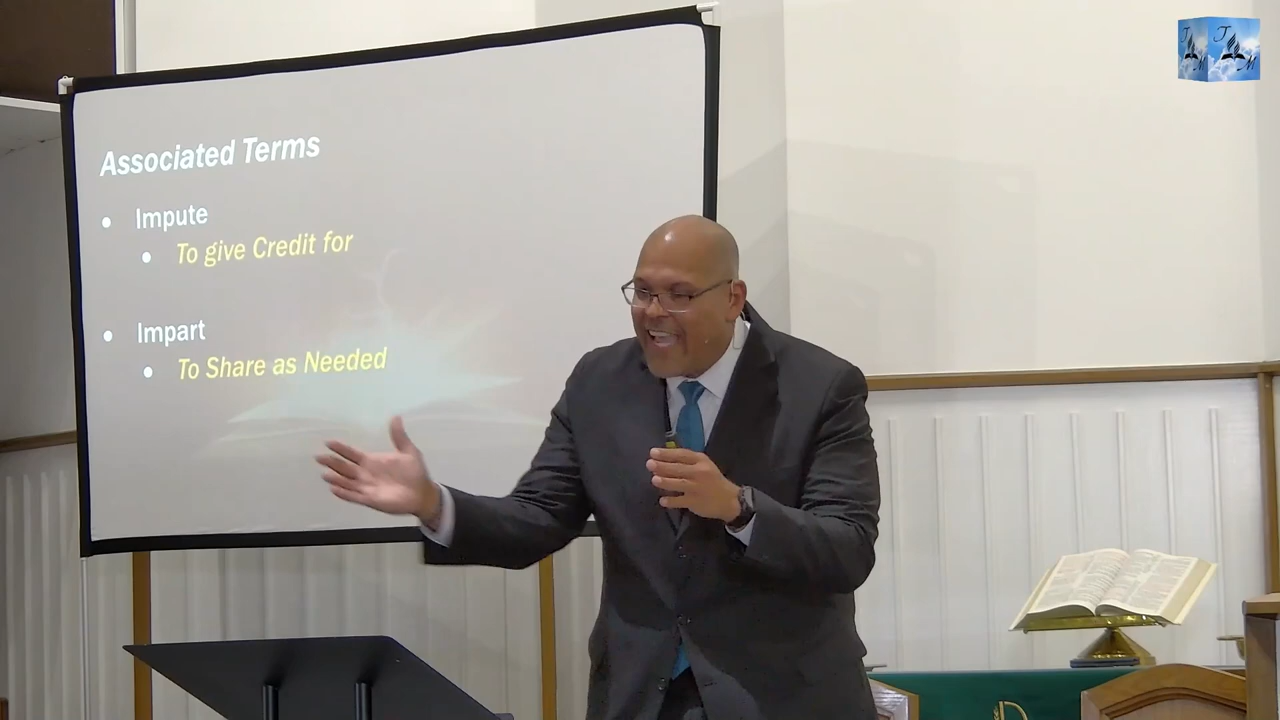 Associated Terms
• Impute
• To give Credit for
• Impart
• To Share as Needed
J M
J M